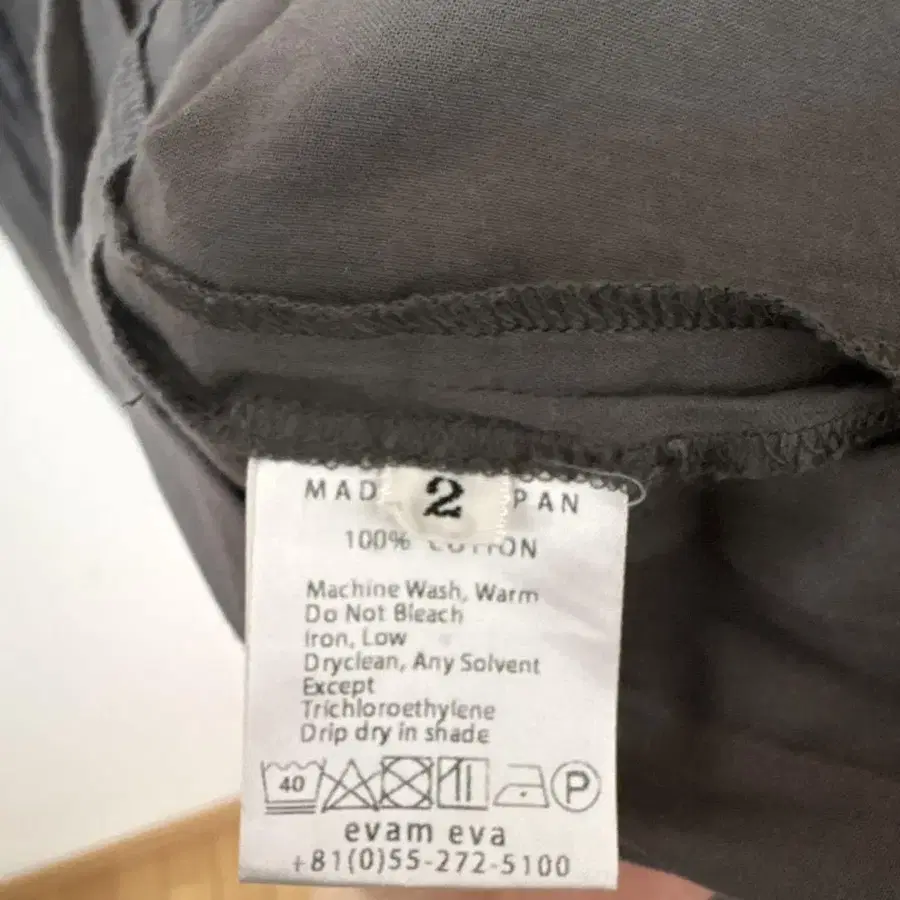 MAD 2 PAN
100% COTTON
Machine Wash, Warm
Do Not Bleach
Iron, Low
Dryclean, Any Solvent
Except
Trichloroethylene
Drip dry in shade
40 P
evam eva
+81(0)55-272-5100